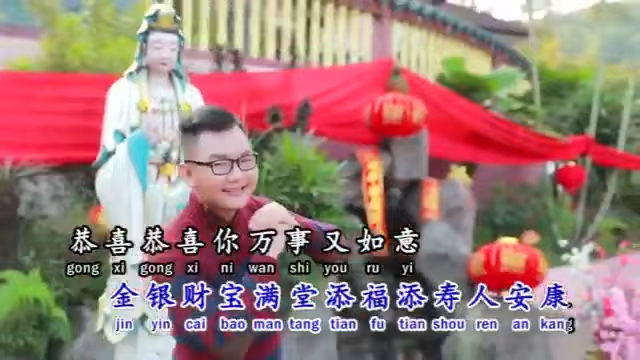 恭喜恭喜你万事又如意
gong xi gong xi ni wan shi you ru yi
金银财宝满堂添福添寿人安康
jin yin cai bao man tang tian fu tian shou ren an kang